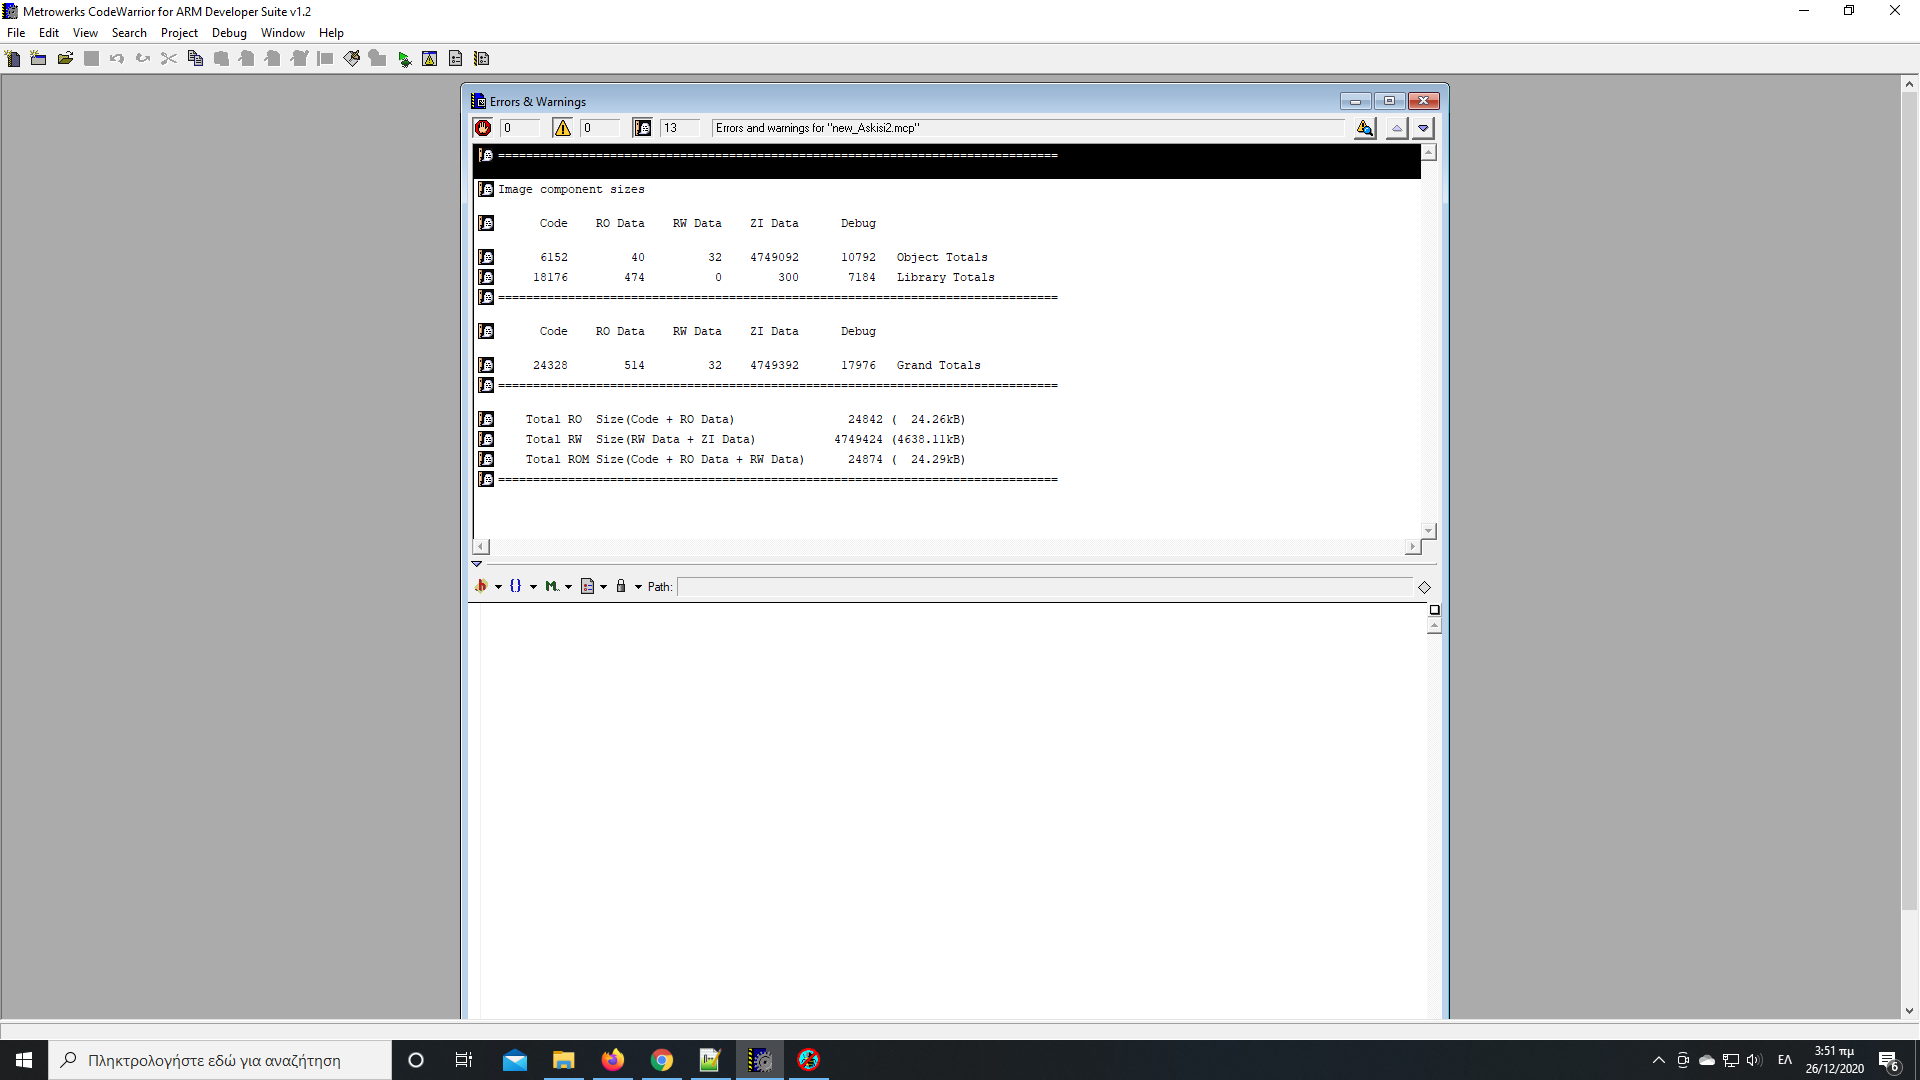 Metrowerks CodeWarrior for ARM Developer Suite v1.2
File Edit View Search Project Debug Window Help
Errors & Warnings
0 0 13 Errors and warnings for "new_Askisi2.mcp"
================================================================================
Image component sizes
Code RO Data RW Data ZI Data Debug
6152 40 32 4749092 10792 Object Totals
18176 474 0 300 7184 Library Totals
================================================================================
Code RO Data RW Data ZI Data Debug
24328 514 32 4749392 17976 Grand Totals
================================================================================
Total RO Size(Code + RO Data) 24842 ( 24.26kB)
Total RW Size(RW Data + ZI Data) 4749424 (4638.11kB)
Total ROM Size(Code + RO Data + RW Data) 24874 ( 24.29kB)
================================================================================
h {} M. Path:
Πληκτρολογήστε εδώ για αναζήτηση
ΕΛ
3:51 πμ
26/12/2020
6